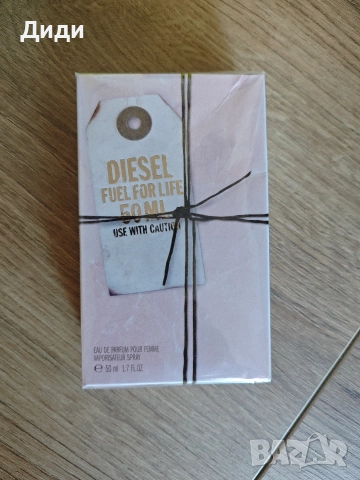 Диди
DIESEL
FUEL FOR LIFE
50 ML
USE WITH CAUTION
EAU DE PARFUM POUR FEMME
VAPORISATEUR SPRAY
℮ 50 ml 1.7 FL.OZ
BAZAR